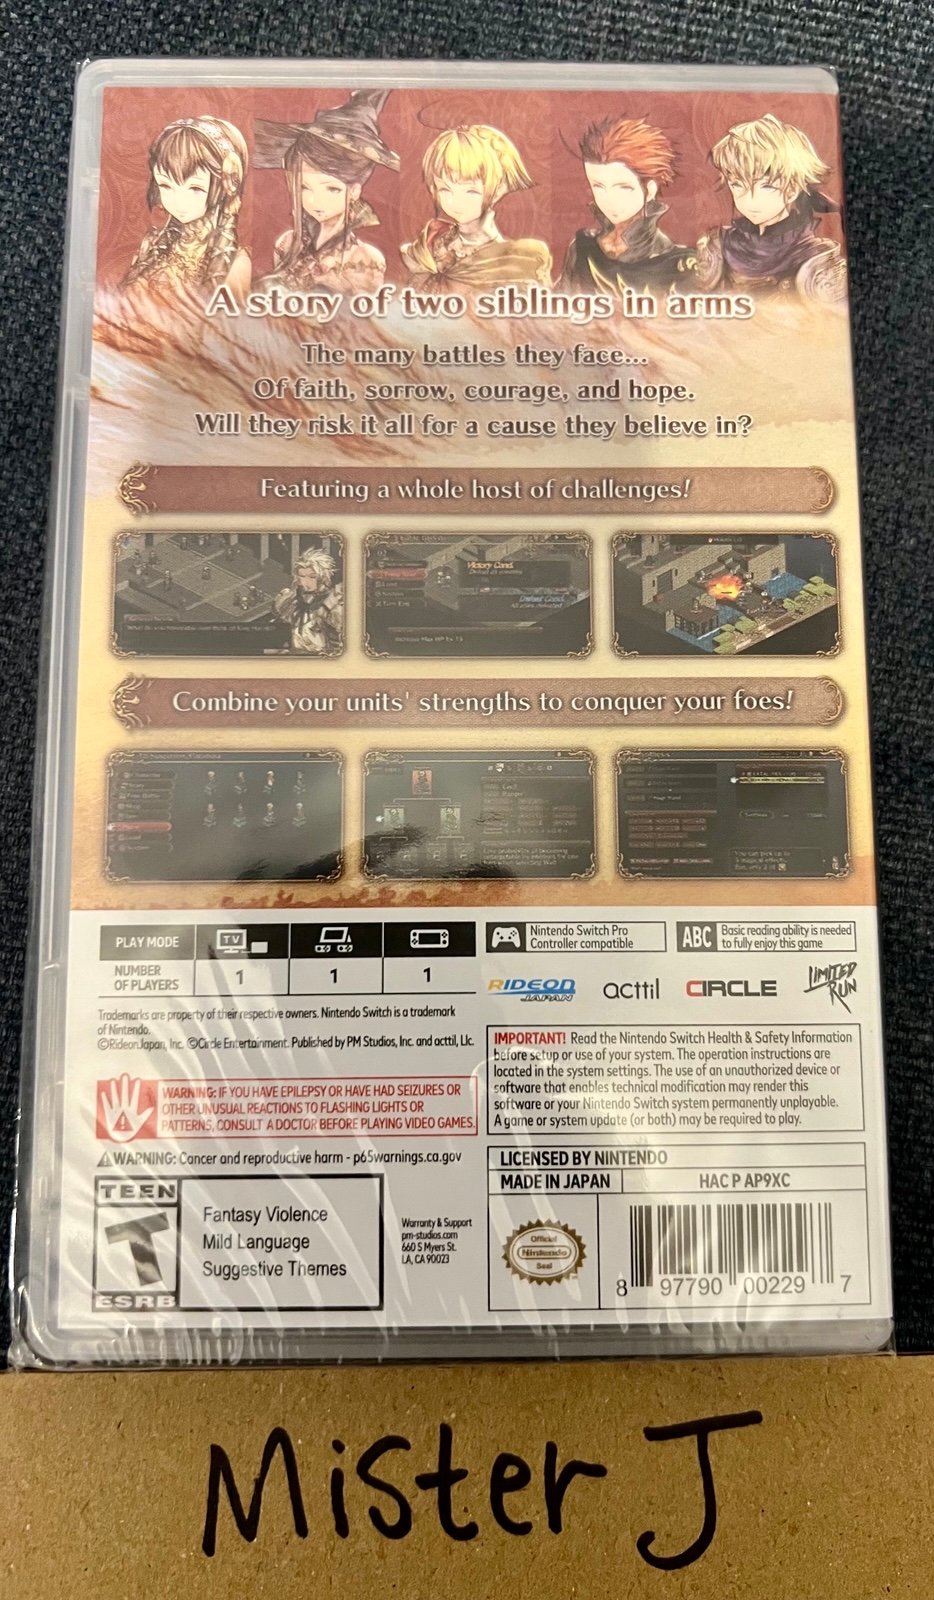 A story of two siblings in arms
The many battles they face...
Of faith, sorrow, courage, and hope.
Will they risk it all for a cause they believe in?
Featuring a whole host of challenges!
Victory Cond.
Defeat Cond.
Combine your units' strengths to conquer your foes!
PLAY MODE
TV
NUMBER
OF PLAYERS
1
1
1
Nintendo Switch Pro
Controller compatible
ABC
Basic reading ability is needed
to fully enjoy this game
RIDEON
JAPAN
acttil
CIRCLE
LIMITED
RUN
Trademarks are property of their respective owners. Nintendo Switch is a trademark
of Nintendo.
©RideonJapan, Inc. ©Circle Entertainment. Published by PM Studios, Inc. and acttil, Llc.
WARNING: IF YOU HAVE EPILEPSY OR HAVE HAD SEIZURES OR
OTHER UNUSUAL REACTIONS TO FLASHING LIGHTS OR
PATTERNS, CONSULT A DOCTOR BEFORE PLAYING VIDEO GAMES.
WARNING: Cancer and reproductive harm - p65warnings.ca.gov
IMPORTANT! Read the Nintendo Switch Health & Safety Information
before setup or use of your system. The operation instructions are
located in the system settings. The use of an unauthorized device or
software that enables technical modification may render this
software or your Nintendo Switch system permanently unplayable.
A game or system update (or both) may be required to play.
TEEN
T
ESRB
Fantasy Violence
Mild Language
Suggestive Themes
Warranty & Support
pm-studios.com
660 S Myers St.
LA, CA 90023
LICENSED BY NINTENDO
MADE IN JAPAN
HAC P AP9XC
Official
Nintendo
Seal
8 97790 00229 7
Mister J